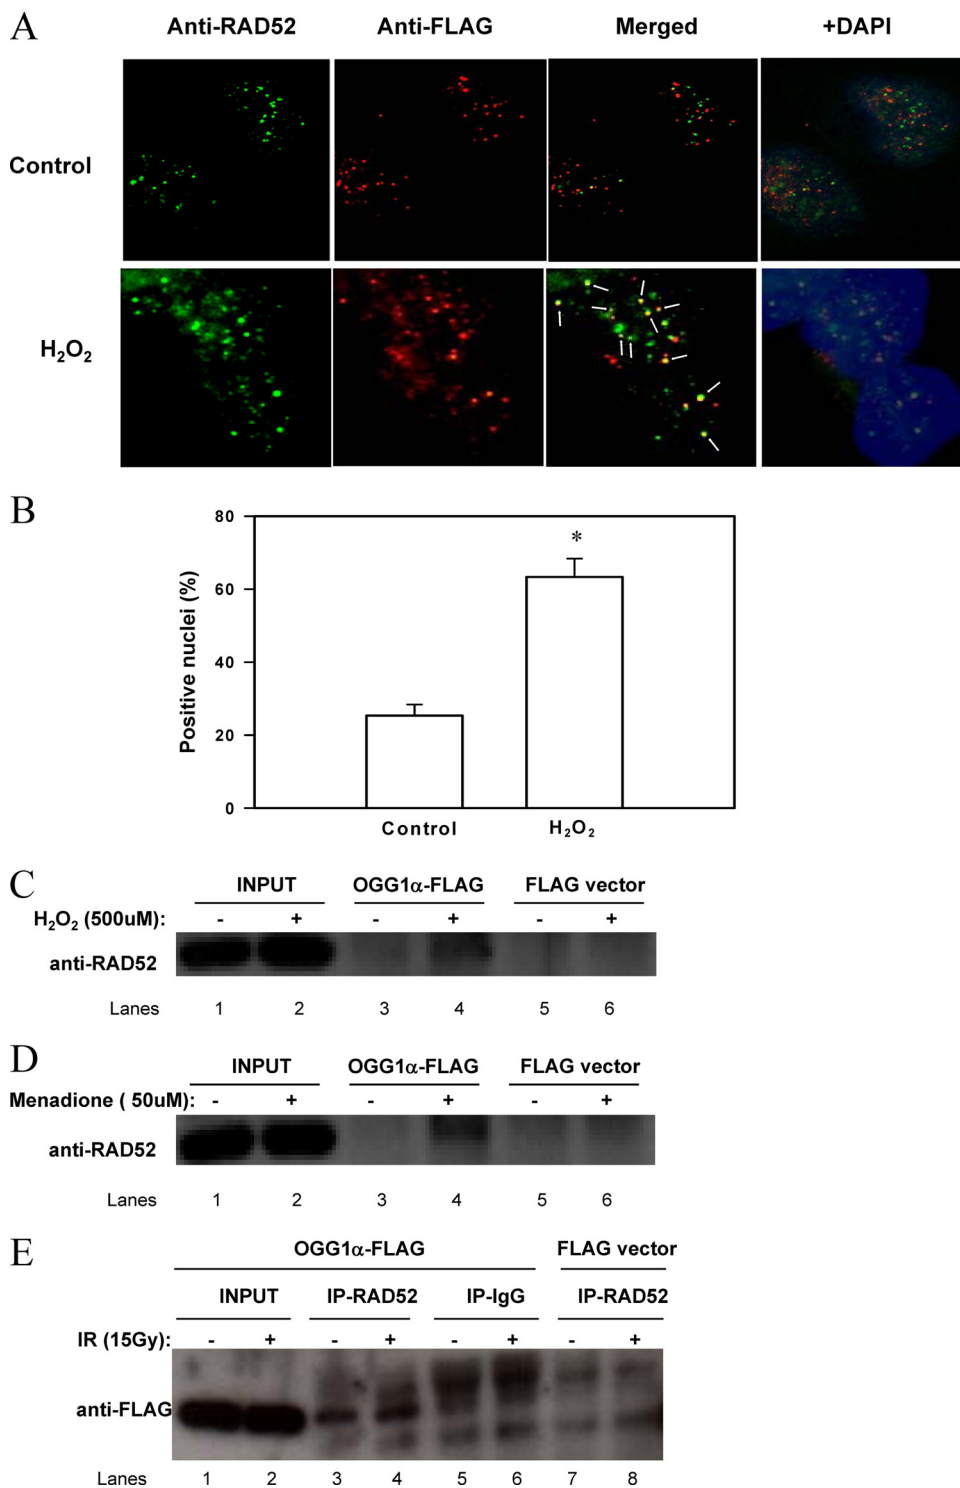 A
Anti-RAD52 Anti-FLAG Merged +DAPI
Control
H₂O₂
B
80
60
40
20
0
Positive nuclei (%)
*
Control H₂O₂
C
INPUT OGG1α-FLAG FLAG vector
H₂O₂ (500uM): - + - + - +
anti-RAD52
Lanes 1 2 3 4 5 6
D
INPUT OGG1α-FLAG FLAG vector
Menadione ( 50uM): - + - + - +
anti-RAD52
Lanes 1 2 3 4 5 6
E
OGG1α-FLAG FLAG vector
INPUT IP-RAD52 IP-IgG IP-RAD52
IR (15Gy): - + - + - + - +
anti-FLAG
Lanes 1 2 3 4 5 6 7 8